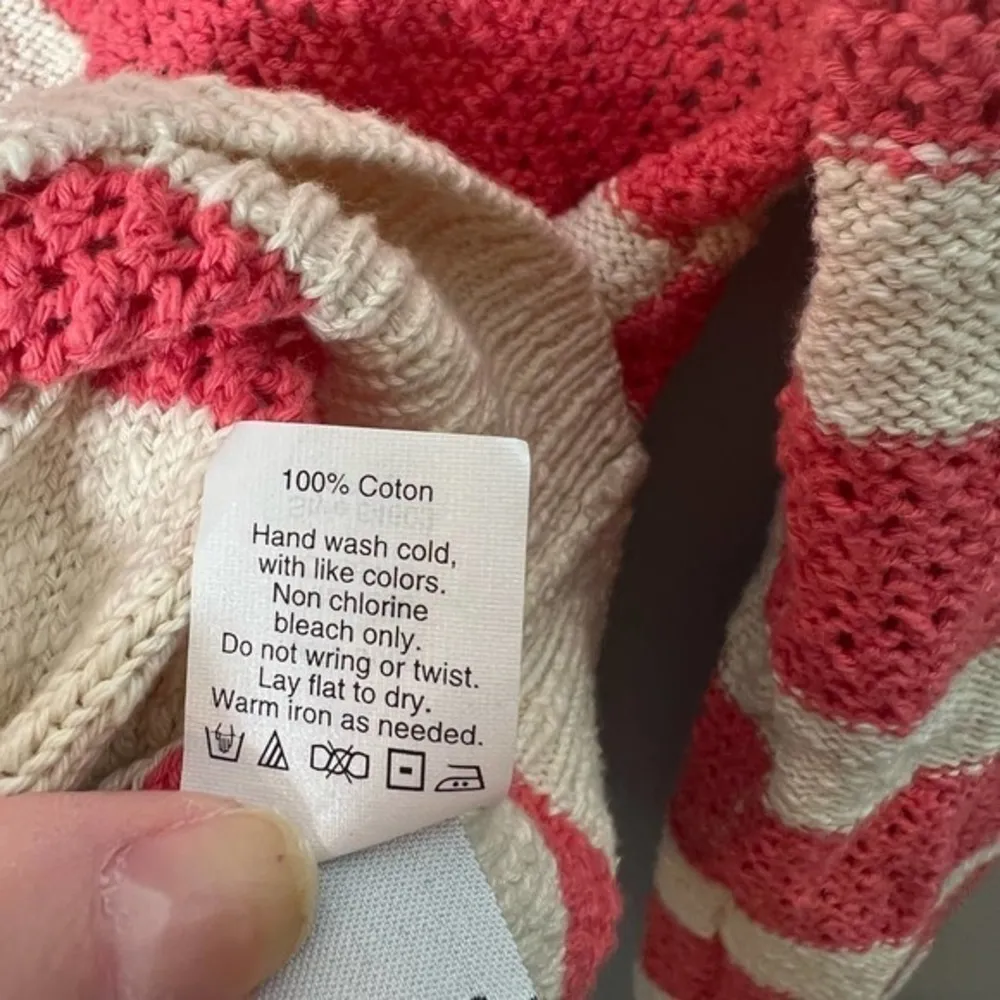 100% Coton
Hand wash cold,
with like colors.
Non chlorine
bleach only.
Do not wring or twist.
Lay flat to dry.
Warm iron as needed.